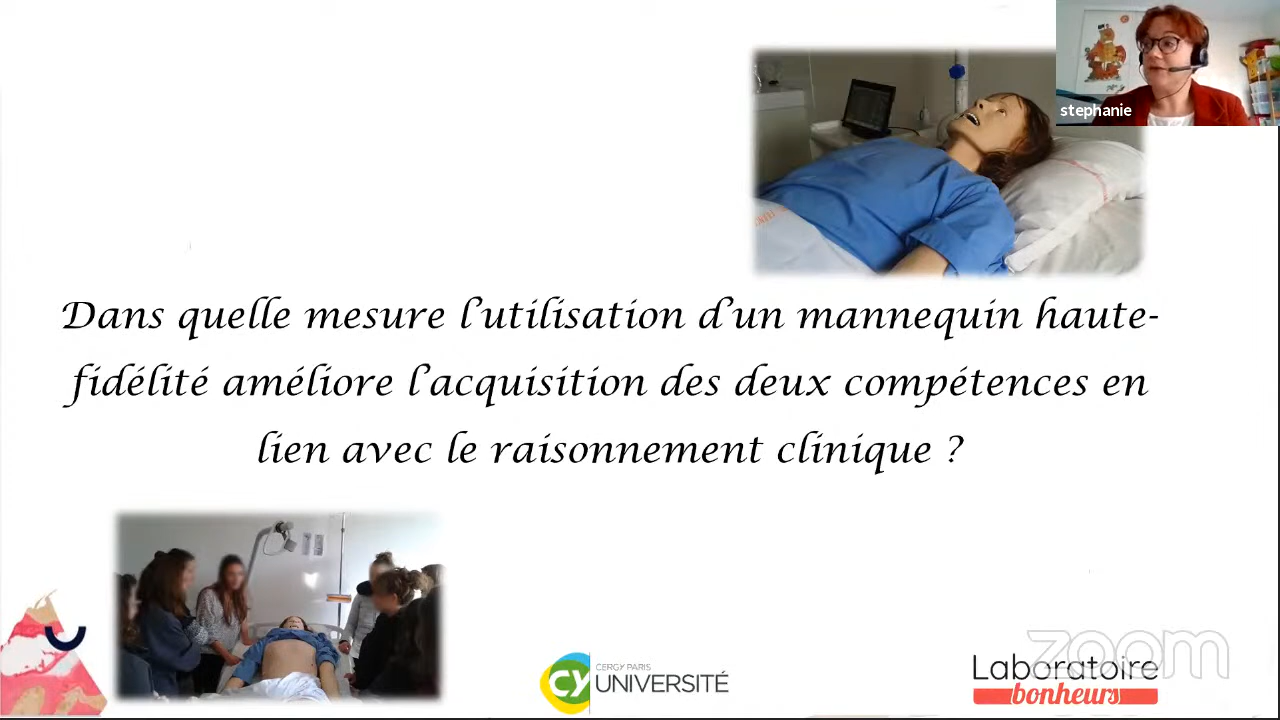 stephanie
Dans quelle mesure l'utilisation d'un mannequin haute-
fidélité améliore l'acquisition des deux compétences en
lien avec le raisonnement clinique ?
CY
CERGY PARIS
UNIVERSITÉ
zoom
Laboratoire
bonheurs